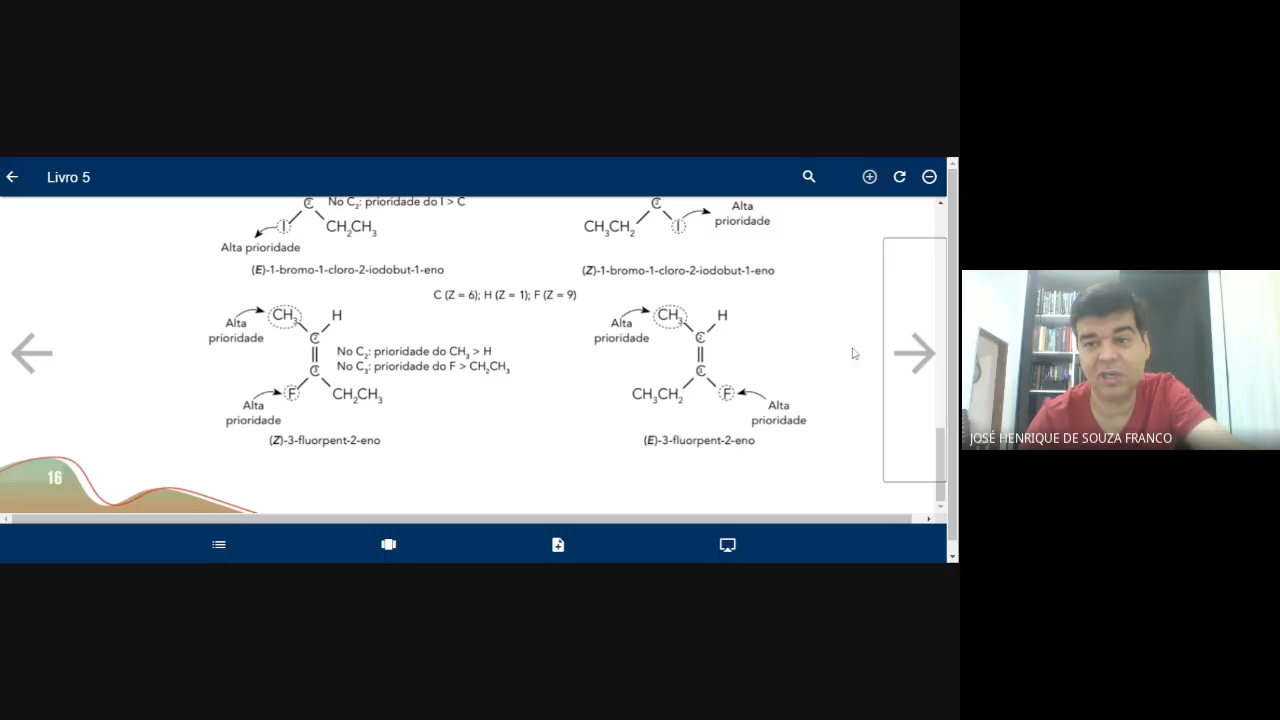 Livro 5
C₂ No C₂: prioridade do I > C
I CH₂CH₃
Alta prioridade
(E)-1-bromo-1-cloro-2-iodobut-1-eno
C
CH₃CH₂ I
Alta
prioridade
(Z)-1-bromo-1-cloro-2-iodobut-1-eno
C (Z = 6); H (Z = 1); F (Z = 9)
CH₃ H
Alta
prioridade
C
No C₂: prioridade do CH₃ > H
No C₃: prioridade do F > CH₂CH₃
C
F CH₂CH₃
Alta
prioridade
(Z)-3-fluorpent-2-eno
CH₃ H
Alta
prioridade
C
C
CH₃CH₂ F
Alta
prioridade
(E)-3-fluorpent-2-eno
16
JOSÉ HENRIQUE DE SOUZA FRANCO